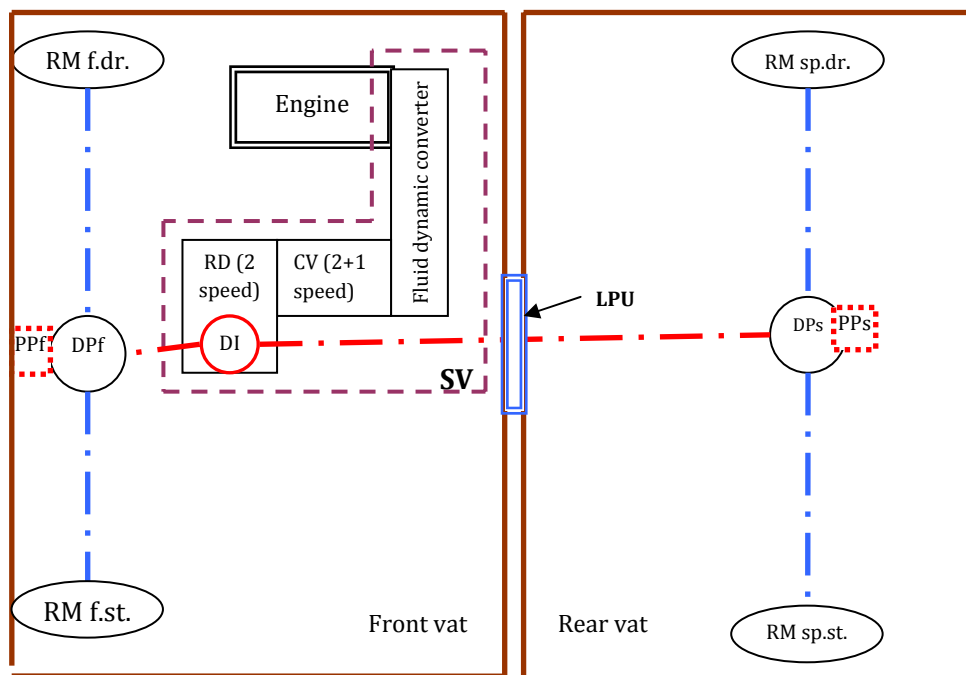 RM f.dr.
RM sp.dr.
Engine
Fluid dynamic converter
RD (2
speed)
CV (2+1
speed)
LPU
PPf
DPf
DI
DPs
PPs
SV
RM f.st.
Front vat
Rear vat
RM sp.st.